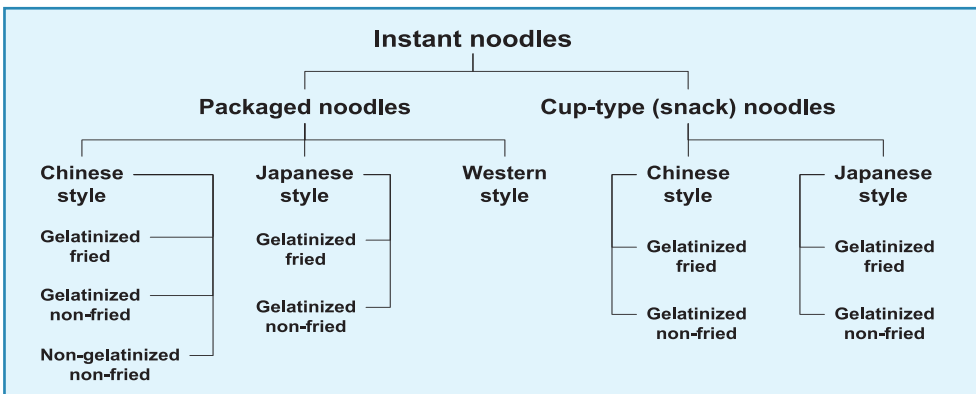 Instant noodles
Packaged noodles
Cup-type (snack) noodles
Chinese
style
Japanese
style
Western
style
Chinese
style
Japanese
style
Gelatinized
fried
Gelatinized
non-fried
Non-gelatinized
non-fried
Gelatinized
fried
Gelatinized
non-fried
Gelatinized
fried
Gelatinized
non-fried
Gelatinized
fried
Gelatinized
non-fried